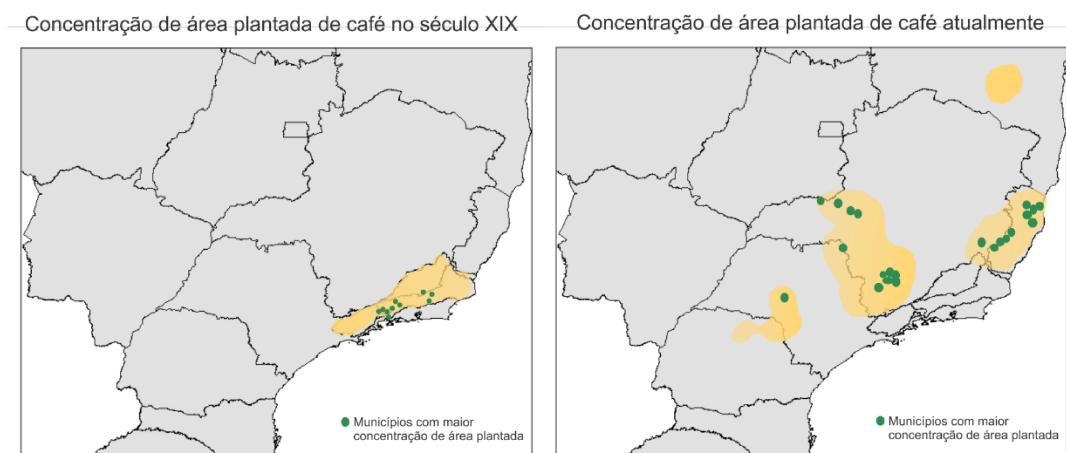 Concentração de área plantada de café no século XIX
Concentração de área plantada de café atualmente
Municípios com maior
concentração de área plantada
Municípios com maior
concentração de área plantada